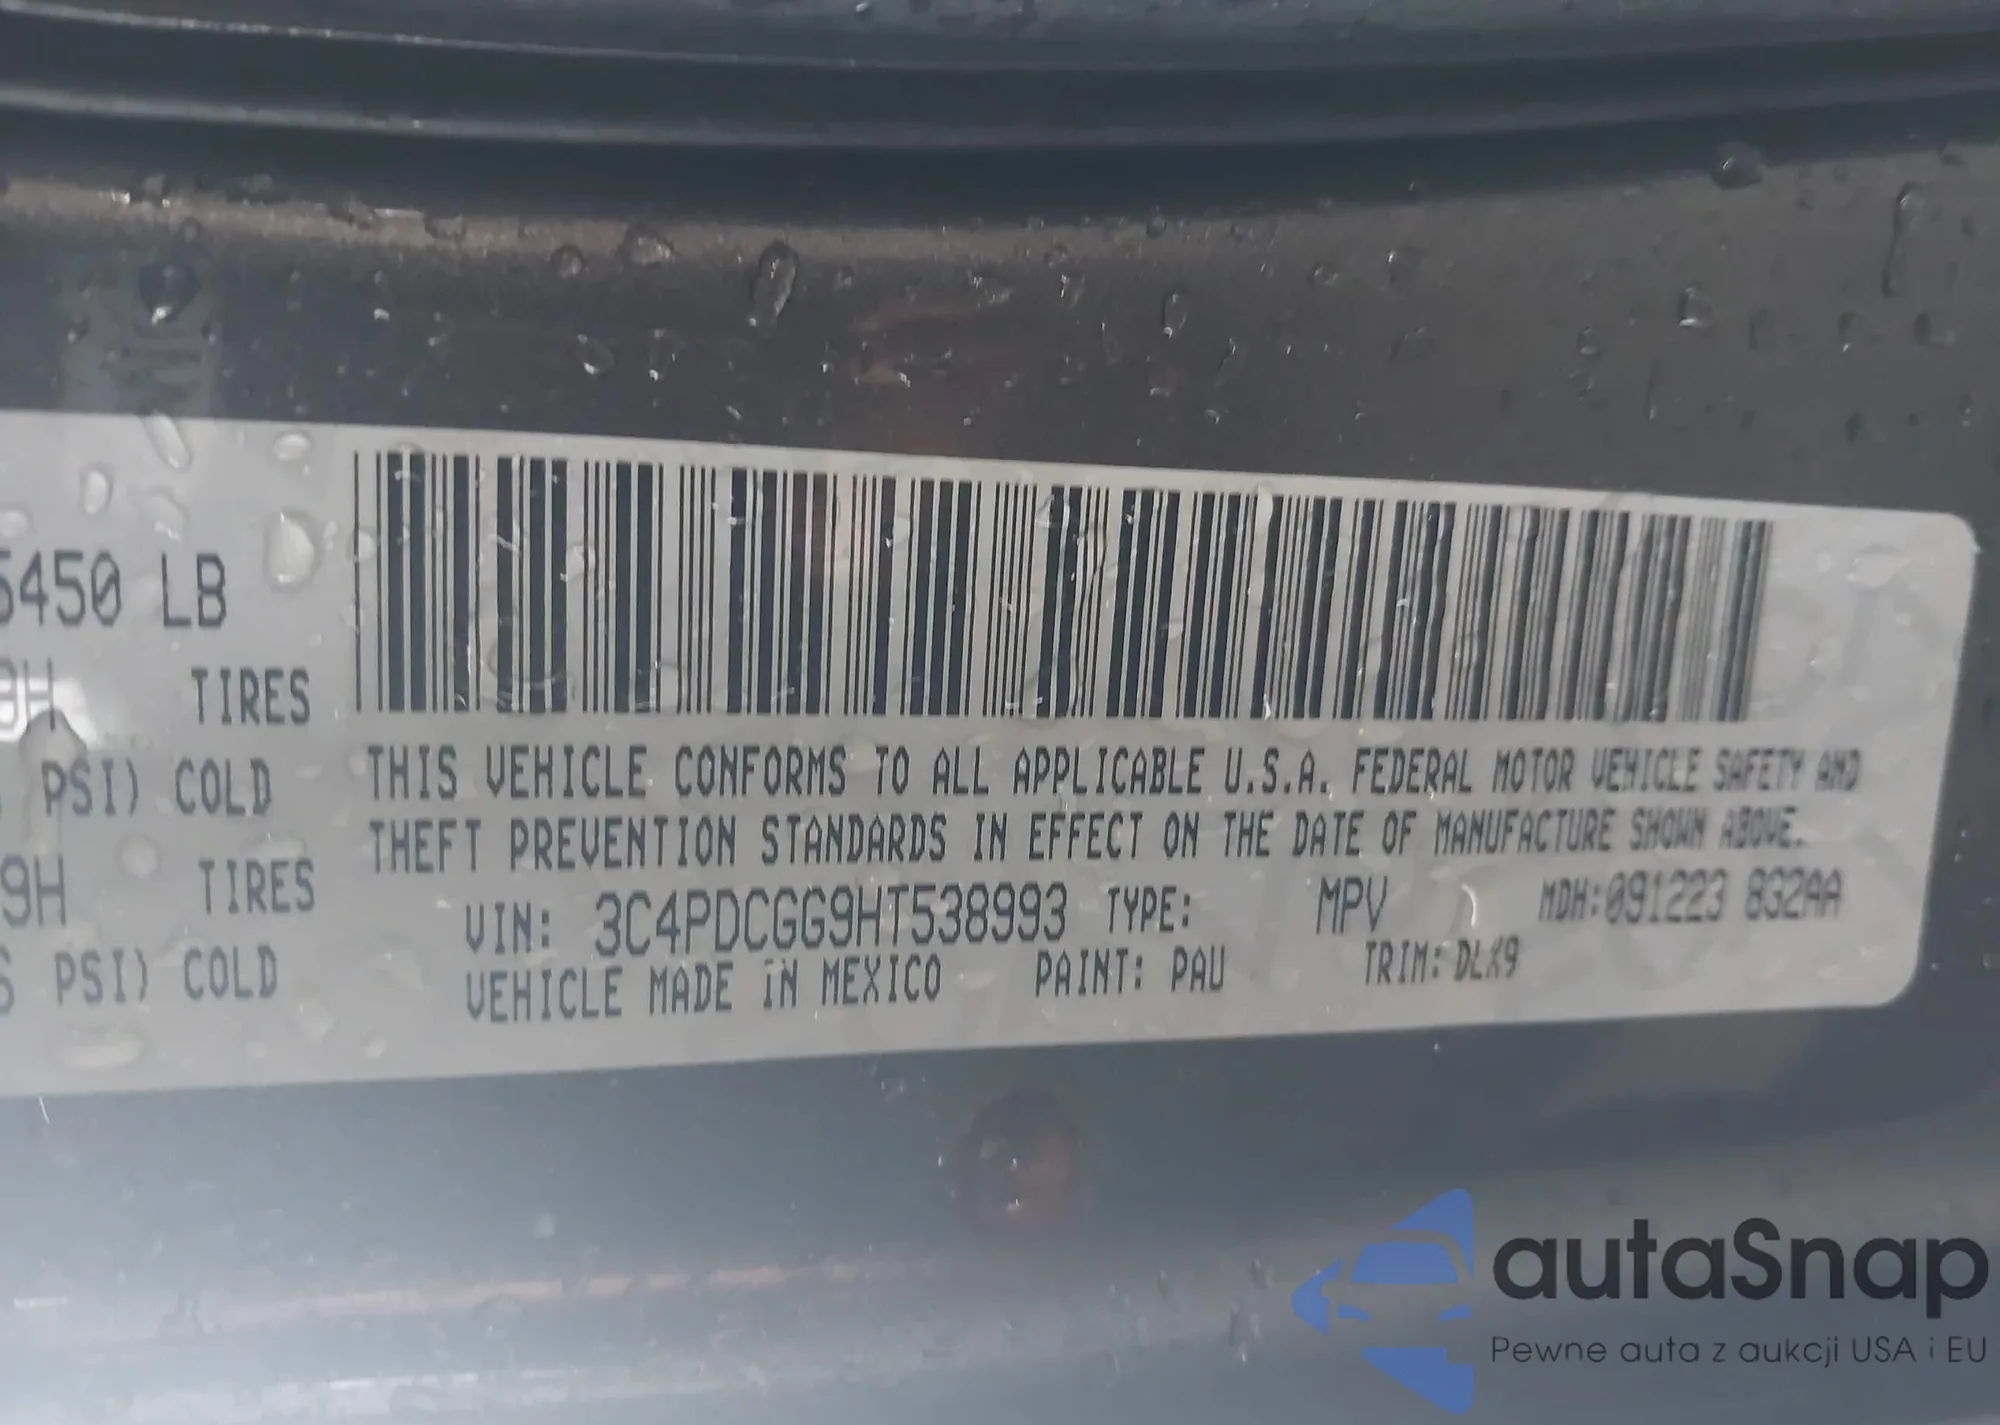 5450 LB
9H TIRES
PSI) COLD
9H TIRES
5 PSI) COLD
THIS VEHICLE CONFORMS TO ALL APPLICABLE U.S.A. FEDERAL MOTOR VEHICLE SAFETY AND
THEFT PREVENTION STANDARDS IN EFFECT ON THE DATE OF MANUFACTURE SHOWN ABOVE.
VIN: 3C4PDCGG9HT538993 TYPE: MPV MDH:091223 832AA
VEHICLE MADE IN MEXICO PAINT: PAU TRIM: DLX9
autaSnap
Pewne auta z aukcji USA i EU